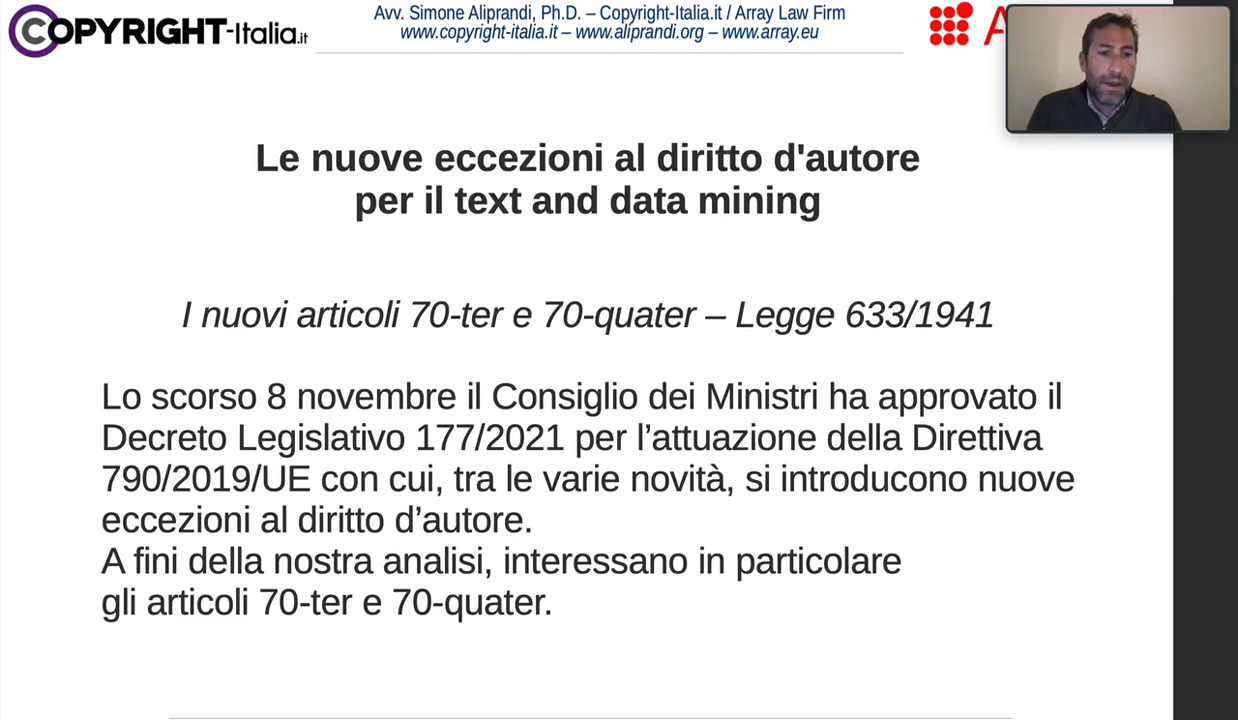 COPYRIGHT-Italia.it
Avv. Simone Aliprandi, Ph.D. – Copyright-Italia.it / Array Law Firm
www.copyright-italia.it – www.aliprandi.org – www.array.eu
A
Le nuove eccezioni al diritto d'autore
per il text and data mining
I nuovi articoli 70-ter e 70-quater – Legge 633/1941
Lo scorso 8 novembre il Consiglio dei Ministri ha approvato il
Decreto Legislativo 177/2021 per l’attuazione della Direttiva
790/2019/UE con cui, tra le varie novità, si introducono nuove
eccezioni al diritto d’autore.
A fini della nostra analisi, interessano in particolare
gli articoli 70-ter e 70-quater.